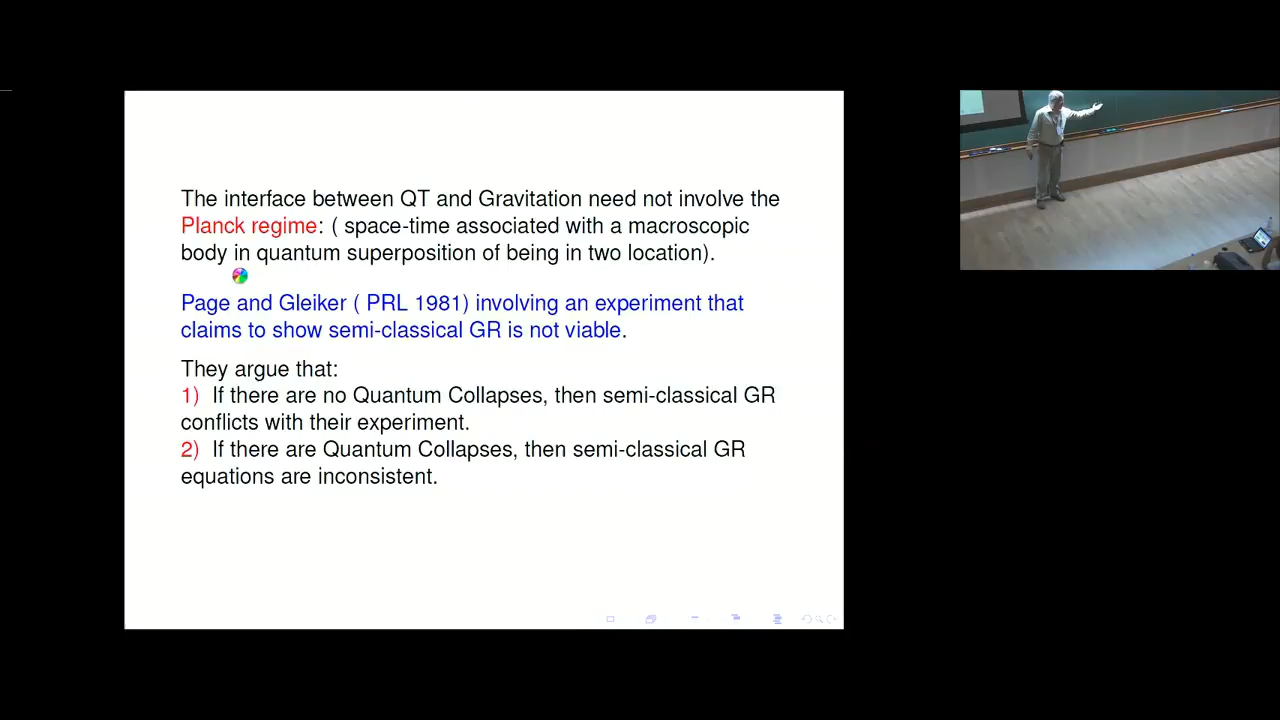 The interface between QT and Gravitation need not involve the
Planck regime: ( space-time associated with a macroscopic
body in quantum superposition of being in two location).
Page and Gleiker ( PRL 1981) involving an experiment that
claims to show semi-classical GR is not viable.
They argue that:
1) If there are no Quantum Collapses, then semi-classical GR
conflicts with their experiment.
2) If there are Quantum Collapses, then semi-classical GR
equations are inconsistent.